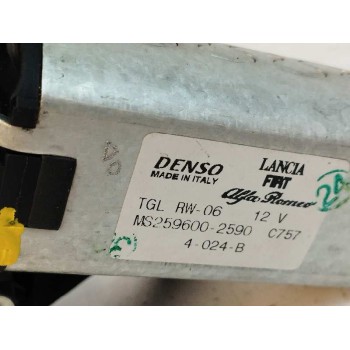 DENSO
MADE IN ITALY
LANCIA
FIAT
Alfa Romeo
TGL RW-06 12 V
MS259600-2590 C757
4-024-B